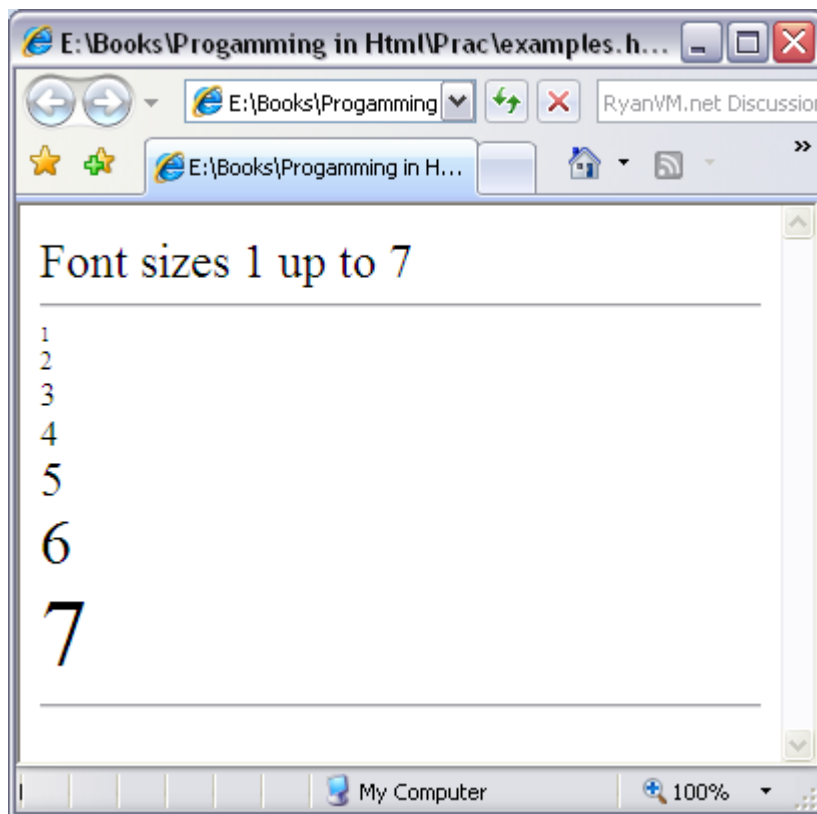 E:\Books\Progamming in Html\Prac\examples.h...
E:\Books\Progamming
RyanVM.net Discussion
E:\Books\Progamming in H...
»
Font sizes 1 up to 7
1
2
3
4
5
6
7
My Computer
100%